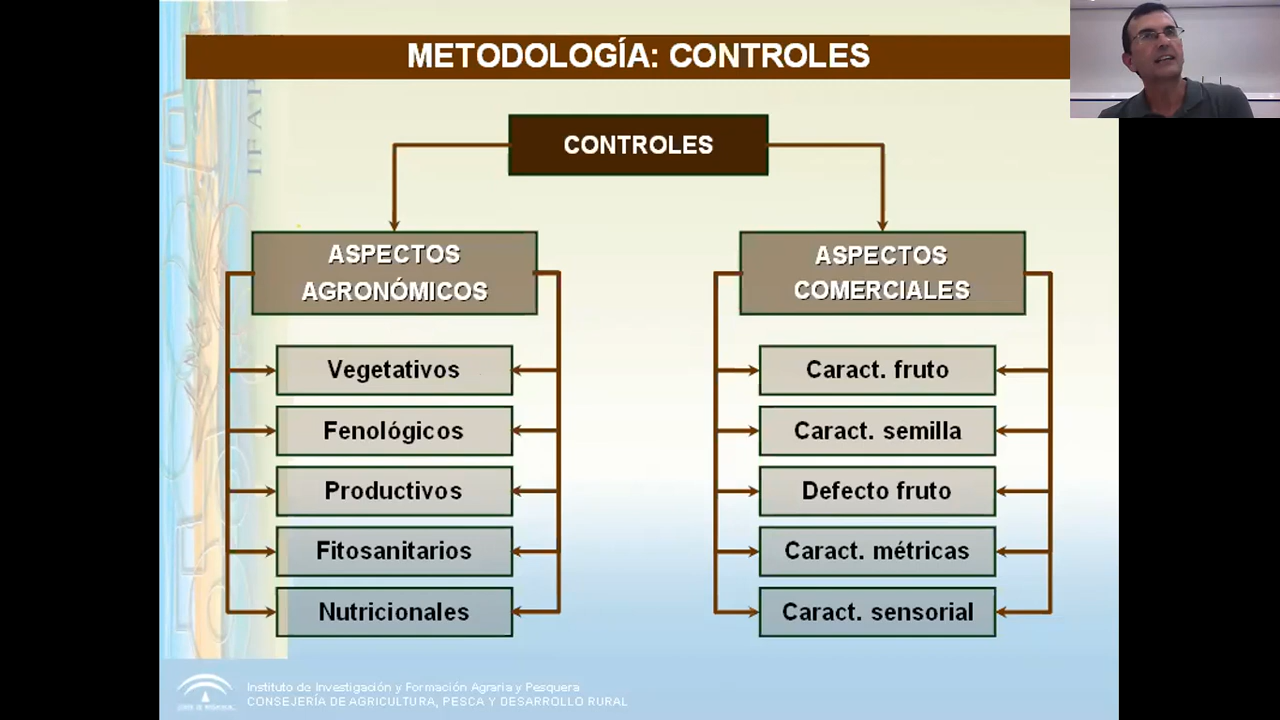 METODOLOGÍA: CONTROLES
IFAP
CONTROLES
ASPECTOS
AGRONÓMICOS
Vegetativos
Fenológicos
Productivos
Fitosanitarios
Nutricionales
ASPECTOS
COMERCIALES
Caract. fruto
Caract. semilla
Defecto fruto
Caract. métricas
Caract. sensorial
Instituto de Investigación y Formación Agraria y Pesquera
CONSEJERÍA DE AGRICULTURA, PESCA Y DESARROLLO RURAL